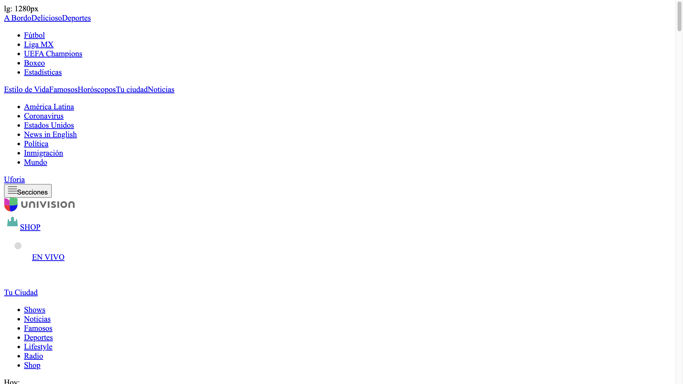 lg: 1280px
A BordoDeliciosoDeportes
Fútbol
Liga MX
UEFA Champions
Boxeo
Estadísticas
Estilo de VidaFamososHoróscoposTu ciudadNoticias
América Latina
Coronavirus
Estados Unidos
News in English
Política
Inmigración
Mundo
Uforia
Secciones
UNIVISION
SHOP
EN VIVO
Tu Ciudad
Shows
Noticias
Famosos
Deportes
Lifestyle
Radio
Shop
Hoy: